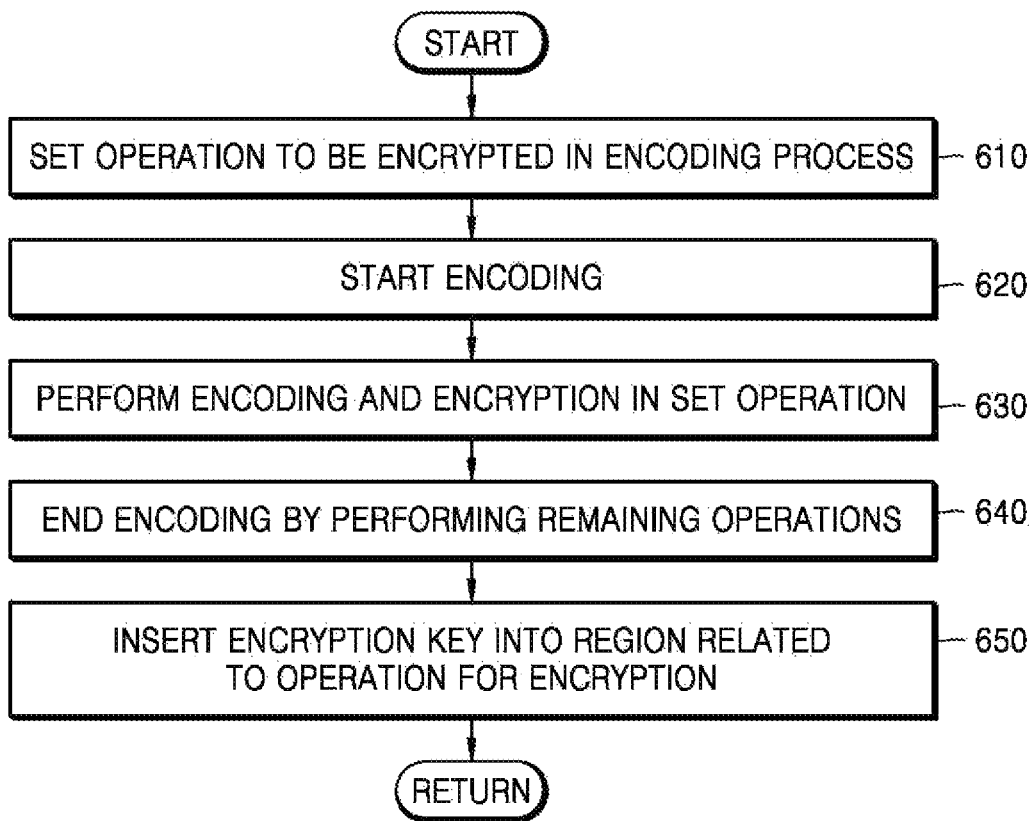 START
SET OPERATION TO BE ENCRYPTED IN ENCODING PROCESS
610
START ENCODING
620
PERFORM ENCODING AND ENCRYPTION IN SET OPERATION
630
END ENCODING BY PERFORMING REMAINING OPERATIONS
640
INSERT ENCRYPTION KEY INTO REGION RELATED
TO OPERATION FOR ENCRYPTION
650
RETURN